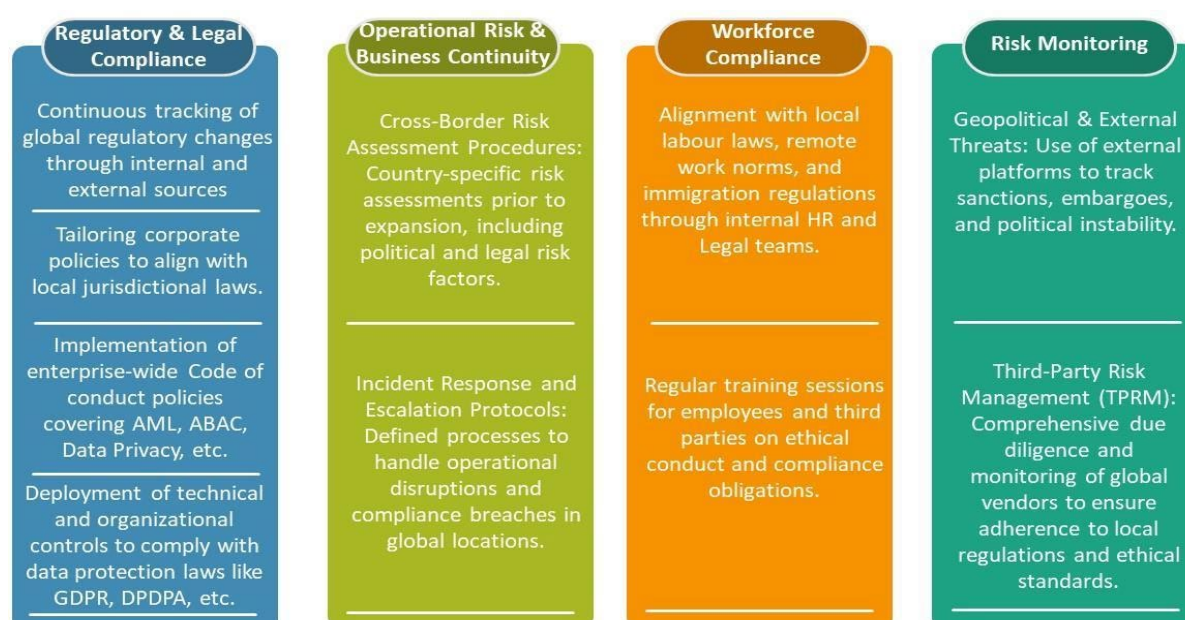 Regulatory & Legal
Compliance
Continuous tracking of
global regulatory changes
through internal and
external sources
Tailoring corporate
policies to align with
local jurisdictional laws.
Implementation of
enterprise-wide Code of
conduct policies
covering AML, ABAC,
Data Privacy, etc.
Deployment of technical
and organizational
controls to comply with
data protection laws like
GDPR, DPDPA, etc.
Operational Risk &
Business Continuity
Cross-Border Risk
Assessment Procedures:
Country-specific risk
assessments prior to
expansion, including
political and legal risk
factors.
Incident Response and
Escalation Protocols:
Defined processes to
handle operational
disruptions and
compliance breaches in
global locations.
Workforce
Compliance
Alignment with local
labour laws, remote
work norms, and
immigration regulations
through internal HR and
Legal teams.
Regular training sessions
for employees and third
parties on ethical
conduct and compliance
obligations.
Risk Monitoring
Geopolitical & External
Threats: Use of external
platforms to track
sanctions, embargoes,
and political instability.
Third-Party Risk
Management (TPRM):
Comprehensive due
diligence and
monitoring of global
vendors to ensure
adherence to local
regulations and ethical
standards.